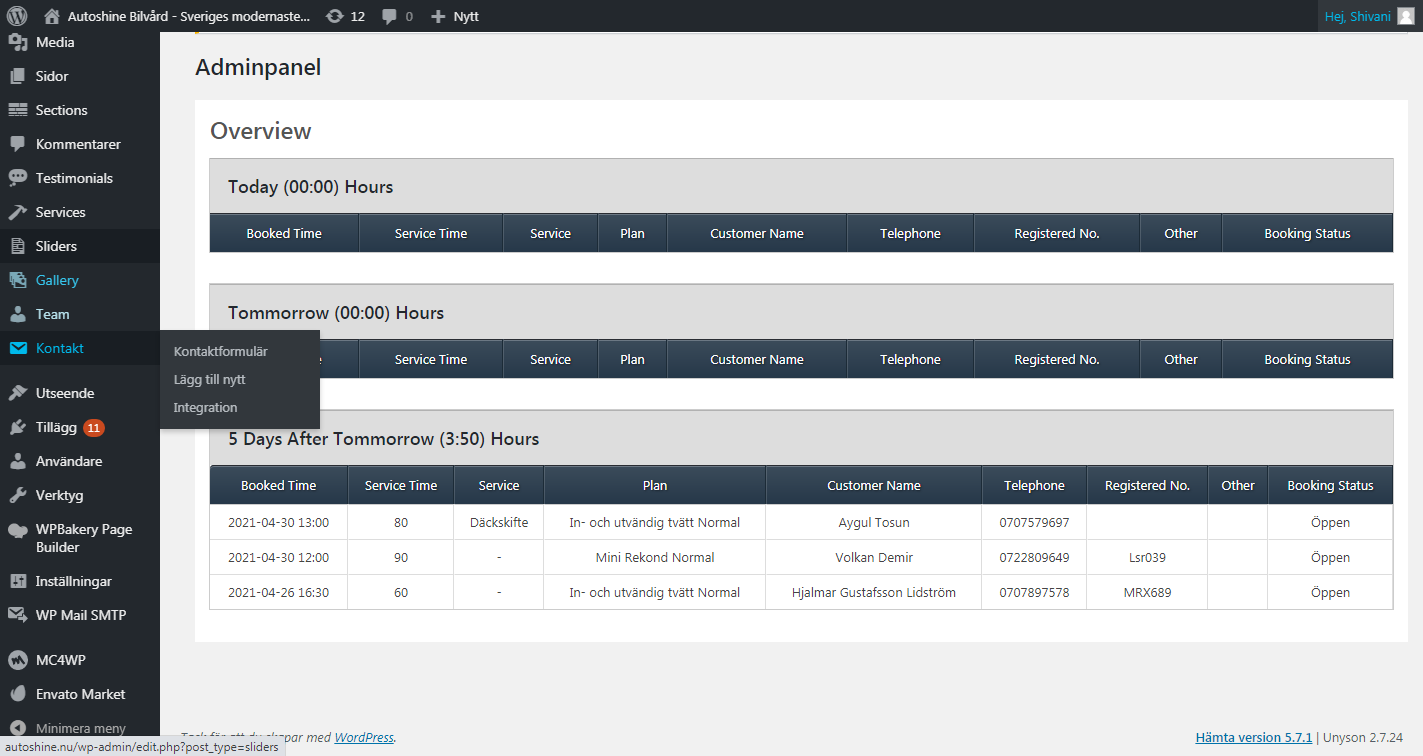 Autoshine Bilvård - Sveriges modernaste... 12 0 Nytt Hej, Shivani
Media
Sidor
Sections
Kommentarer
Testimonials
Services
Sliders
Gallery
Team
Kontakt
Kontaktformulär
Lägg till nytt
Integration
Utseende
Tillägg 11
Användare
Verktyg
WPBakery Page
Builder
Inställningar
WP Mail SMTP
MC4WP
Envato Market
Minimera meny
autoshine.nu/wp-admin/edit.php?post_type=sliders
Adminpanel
Overview
Today (00:00) Hours
Booked Time Service Time Service Plan Customer Name Telephone Registered No. Other Booking Status
Tommorrow (00:00) Hours
Service Time Service Plan Customer Name Telephone Registered No. Other Booking Status
5 Days After Tommorrow (3:50) Hours
Booked Time Service Time Service Plan Customer Name Telephone Registered No. Other Booking Status
2021-04-30 13:00 80 Däckskifte In- och utvändig tvätt Normal Aygul Tosun 0707579697 Öppen
2021-04-30 12:00 90 - Mini Rekond Normal Volkan Demir 0722809649 Lsr039 Öppen
2021-04-26 16:30 60 - In- och utvändig tvätt Normal Hjalmar Gustafsson Lidström 0707897578 MRX689 Öppen
Tack för att du skapar med WordPress.
Hämta version 5.7.1 | Unyson 2.7.24